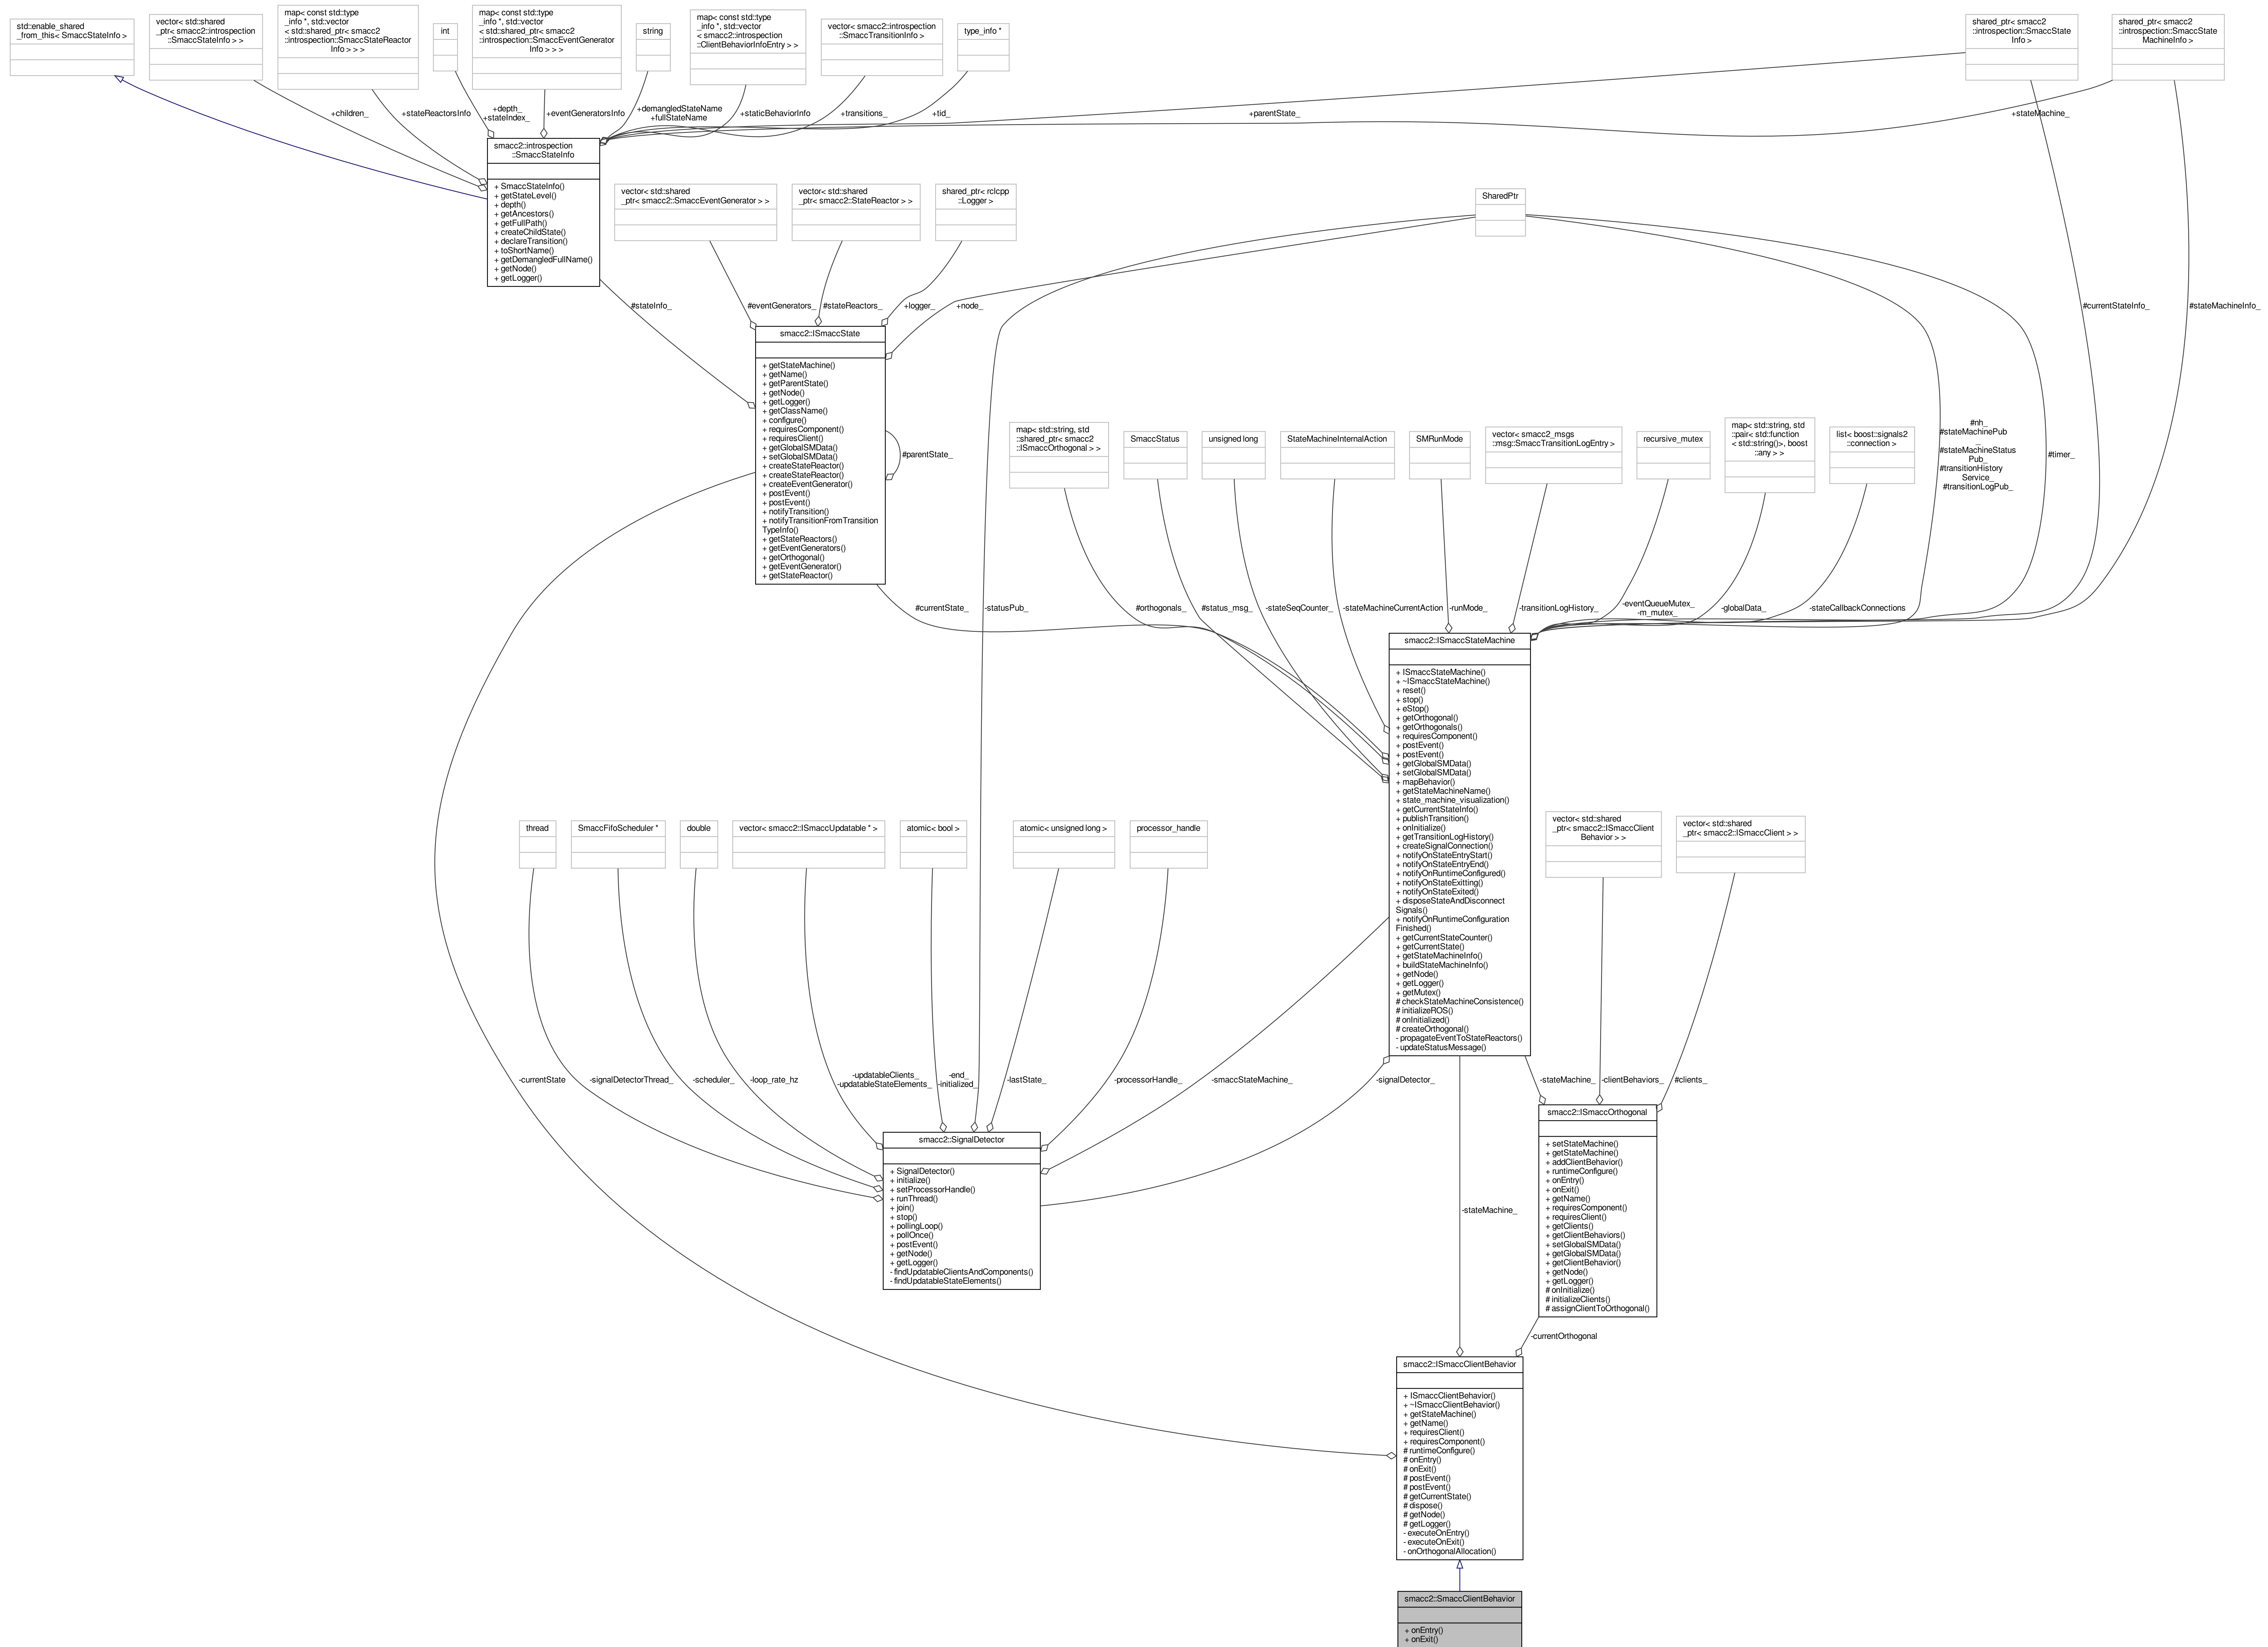 std::enable_shared
_from_this< SmaccStateInfo >
vector< std::shared
_ptr< smacc2::introspection
::SmaccStateInfo > >
map< const std::type
_info *, std::vector
< std::shared_ptr< smacc2
::introspection::SmaccStateReactor
Info > > >
int
map< const std::type
_info *, std::vector
< std::shared_ptr< smacc2
::introspection::SmaccEventGenerator
Info > > >
string
map< const std::type
_info *, std::vector
< smacc2::introspection
::ClientBehaviorInfoEntry > >
vector< smacc2::introspection
::SmaccTransitionInfo >
type_info *
shared_ptr< smacc2
::introspection::SmaccState
Info >
shared_ptr< smacc2
::introspection::SmaccState
MachineInfo >
+children_
+stateReactorsInfo
+depth_
+stateIndex_
+eventGeneratorsInfo
+demangledStateName
+fullStateName
+staticBehaviorInfo
+transitions_
+tid_
+parentState_
+stateMachine_
smacc2::introspection
::SmaccStateInfo
+ SmaccStateInfo()
+ getStateLevel()
+ depth()
+ getAncestors()
+ getFullPath()
+ createChildState()
+ declareTransition()
+ toShortName()
+ getDemangledFullName()
+ getNode()
+ getLogger()
vector< std::shared
_ptr< smacc2::SmaccEventGenerator > >
vector< std::shared
_ptr< smacc2::StateReactor > >
shared_ptr< rclcpp
::Logger >
SharedPtr
#stateInfo_
#eventGenerators_
#stateReactors_
+logger_
+node_
#currentStateInfo_
#stateMachineInfo_
smacc2::ISmaccState
+ getStateMachine()
+ getName()
+ getParentState()
+ getNode()
+ getLogger()
+ getClassName()
+ configure()
+ requiresComponent()
+ requiresClient()
+ getGlobalSMData()
+ setGlobalSMData()
+ createStateReactor()
+ createStateReactor()
+ createEventGenerator()
+ postEvent()
+ postEvent()
+ notifyTransition()
+ notifyTransitionFromTransition
TypeInfo()
+ getStateReactors()
+ getEventGenerators()
+ getOrthogonal()
+ getEventGenerator()
+ getStateReactor()
#parentState_
map< std::string, std
::shared_ptr< smacc2
::ISmaccOrthogonal > >
SmaccStatus
unsigned long
StateMachineInternalAction
SMRunMode
vector< smacc2_msgs
::msg::SmaccTransitionLogEntry >
recursive_mutex
map< std::string, std
::pair< std::function
< std::string()>, boost
::any > >
list< boost::signals2
::connection >
#nh_
#stateMachinePub
_
#stateMachineStatus
Pub_
#transitionHistory
Service_
#transitionLogPub_
#timer_
#currentState_
-statusPub_
#orthogonals_
#status_msg_
-stateSeqCounter_
-stateMachineCurrentAction
-runMode_
-transitionLogHistory_
-eventQueueMutex_
-m_mutex_
-globalData_
-stateCallbackConnections
smacc2::ISmaccStateMachine
+ ISmaccStateMachine()
+ ~ISmaccStateMachine()
+ reset()
+ stop()
+ eStop()
+ getOrthogonal()
+ getOrthogonals()
+ requiresComponent()
+ postEvent()
+ postEvent()
+ getGlobalSMData()
+ setGlobalSMData()
+ mapBehavior()
+ getStateMachineName()
+ state_machine_visualization()
+ getCurrentStateInfo()
+ publishTransition()
+ onInitialize()
+ getTransitionLogHistory()
+ createSignalConnection()
+ notifyOnStateEntryStart()
+ notifyOnStateEntryEnd()
+ notifyOnRuntimeConfigured()
+ notifyOnStateExitting()
+ notifyOnStateExited()
+ disposeStateAndDisconnect
Signals()
+ notifyOnRuntimeConfiguration
Finished()
+ getCurrentStateCounter()
+ getCurrentState()
+ getStateMachineInfo()
+ buildStateMachineInfo()
+ getNode()
+ getLogger()
+ getMutex()
# checkStateMachineConsistence()
# initializeROS()
# onInitialized()
# createOrthogonal()
- propagateEventToStateReactors()
- updateStatusMessage()
thread
SmaccFifoScheduler *
double
vector< smacc2::ISmaccUpdatable * >
atomic< bool >
atomic< unsigned long >
processor_handle
vector< std::shared
_ptr< smacc2::ISmaccClient
Behavior > >
vector< std::shared
_ptr< smacc2::ISmaccClient > >
-currentState
-signalDetectorThread_
-scheduler_
-loop_rate_hz
-updatableClients_
-updatableStateElements_
-end_
-initialized_
-lastState_
-processorHandle_
-smaccStateMachine_
-signalDetector_
-stateMachine_
-clientBehaviors_
#clients_
smacc2::SignalDetector
+ SignalDetector()
+ initialize()
+ setProcessorHandle()
+ runThread()
+ join()
+ stop()
+ pollingLoop()
+ pollOnce()
+ postEvent()
+ getNode()
+ getLogger()
- findUpdatableClientsAndComponents()
- findUpdatableStateElements()
smacc2::ISmaccOrthogonal
+ setStateMachine()
+ getStateMachine()
+ addClientBehavior()
+ runtimeConfigure()
+ onEntry()
+ onExit()
+ getName()
+ requiresComponent()
+ requiresClient()
+ getClients()
+ getClientBehaviors()
+ setGlobalSMData()
+ getGlobalSMData()
+ getClientBehavior()
+ getNode()
+ getLogger()
# onInitialize()
# initializeClients()
# assignClientToOrthogonal()
-stateMachine_
-currentOrthogonal
smacc2::ISmaccClientBehavior
+ ISmaccClientBehavior()
+ ~ISmaccClientBehavior()
+ getStateMachine()
+ getName()
+ requiresClient()
+ requiresComponent()
# runtimeConfigure()
# onEntry()
# onExit()
# postEvent()
# postEvent()
# getCurrentState()
# dispose()
# getNode()
# getLogger()
- executeOnEntry()
- executeOnExit()
- onOrthogonalAllocation()
smacc2::SmaccClientBehavior
+ onEntry()
+ onExit()